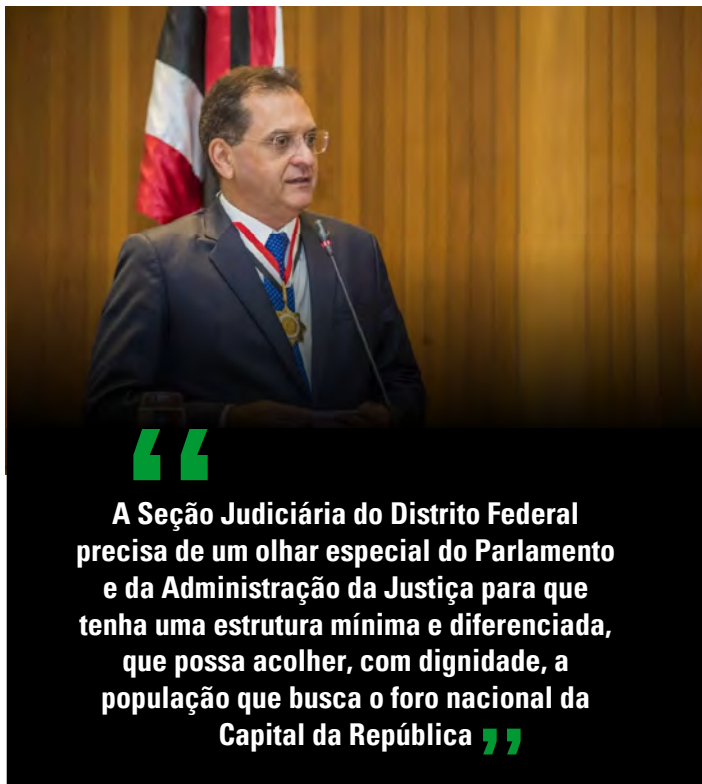 “
A Seção Judiciária do Distrito Federal
precisa de um olhar especial do Parlamento
e da Administração da Justiça para que
tenha uma estrutura mínima e diferenciada,
que possa acolher, com dignidade, a
população que busca o foro nacional da
Capital da República ”